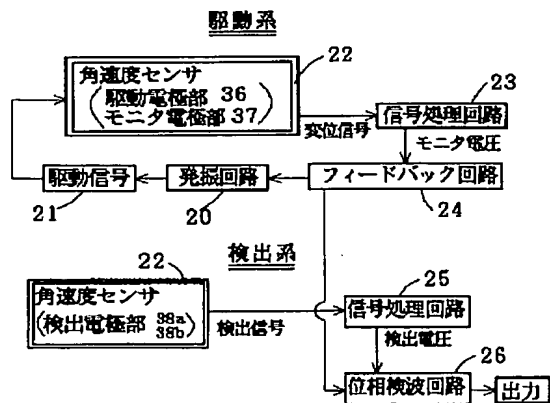 駆動系
22
角速度センサ
(駆動電極部 36
モニタ電極部 37)
変位信号
23
信号処理回路
モニタ電圧
駆動信号
21
発振回路
20
フィードバック回路
24
検出系
22
角速度センサ
(検出電極部 38a
38b)
検出信号
25
信号処理回路
検出電圧
26
位相検波回路
出力